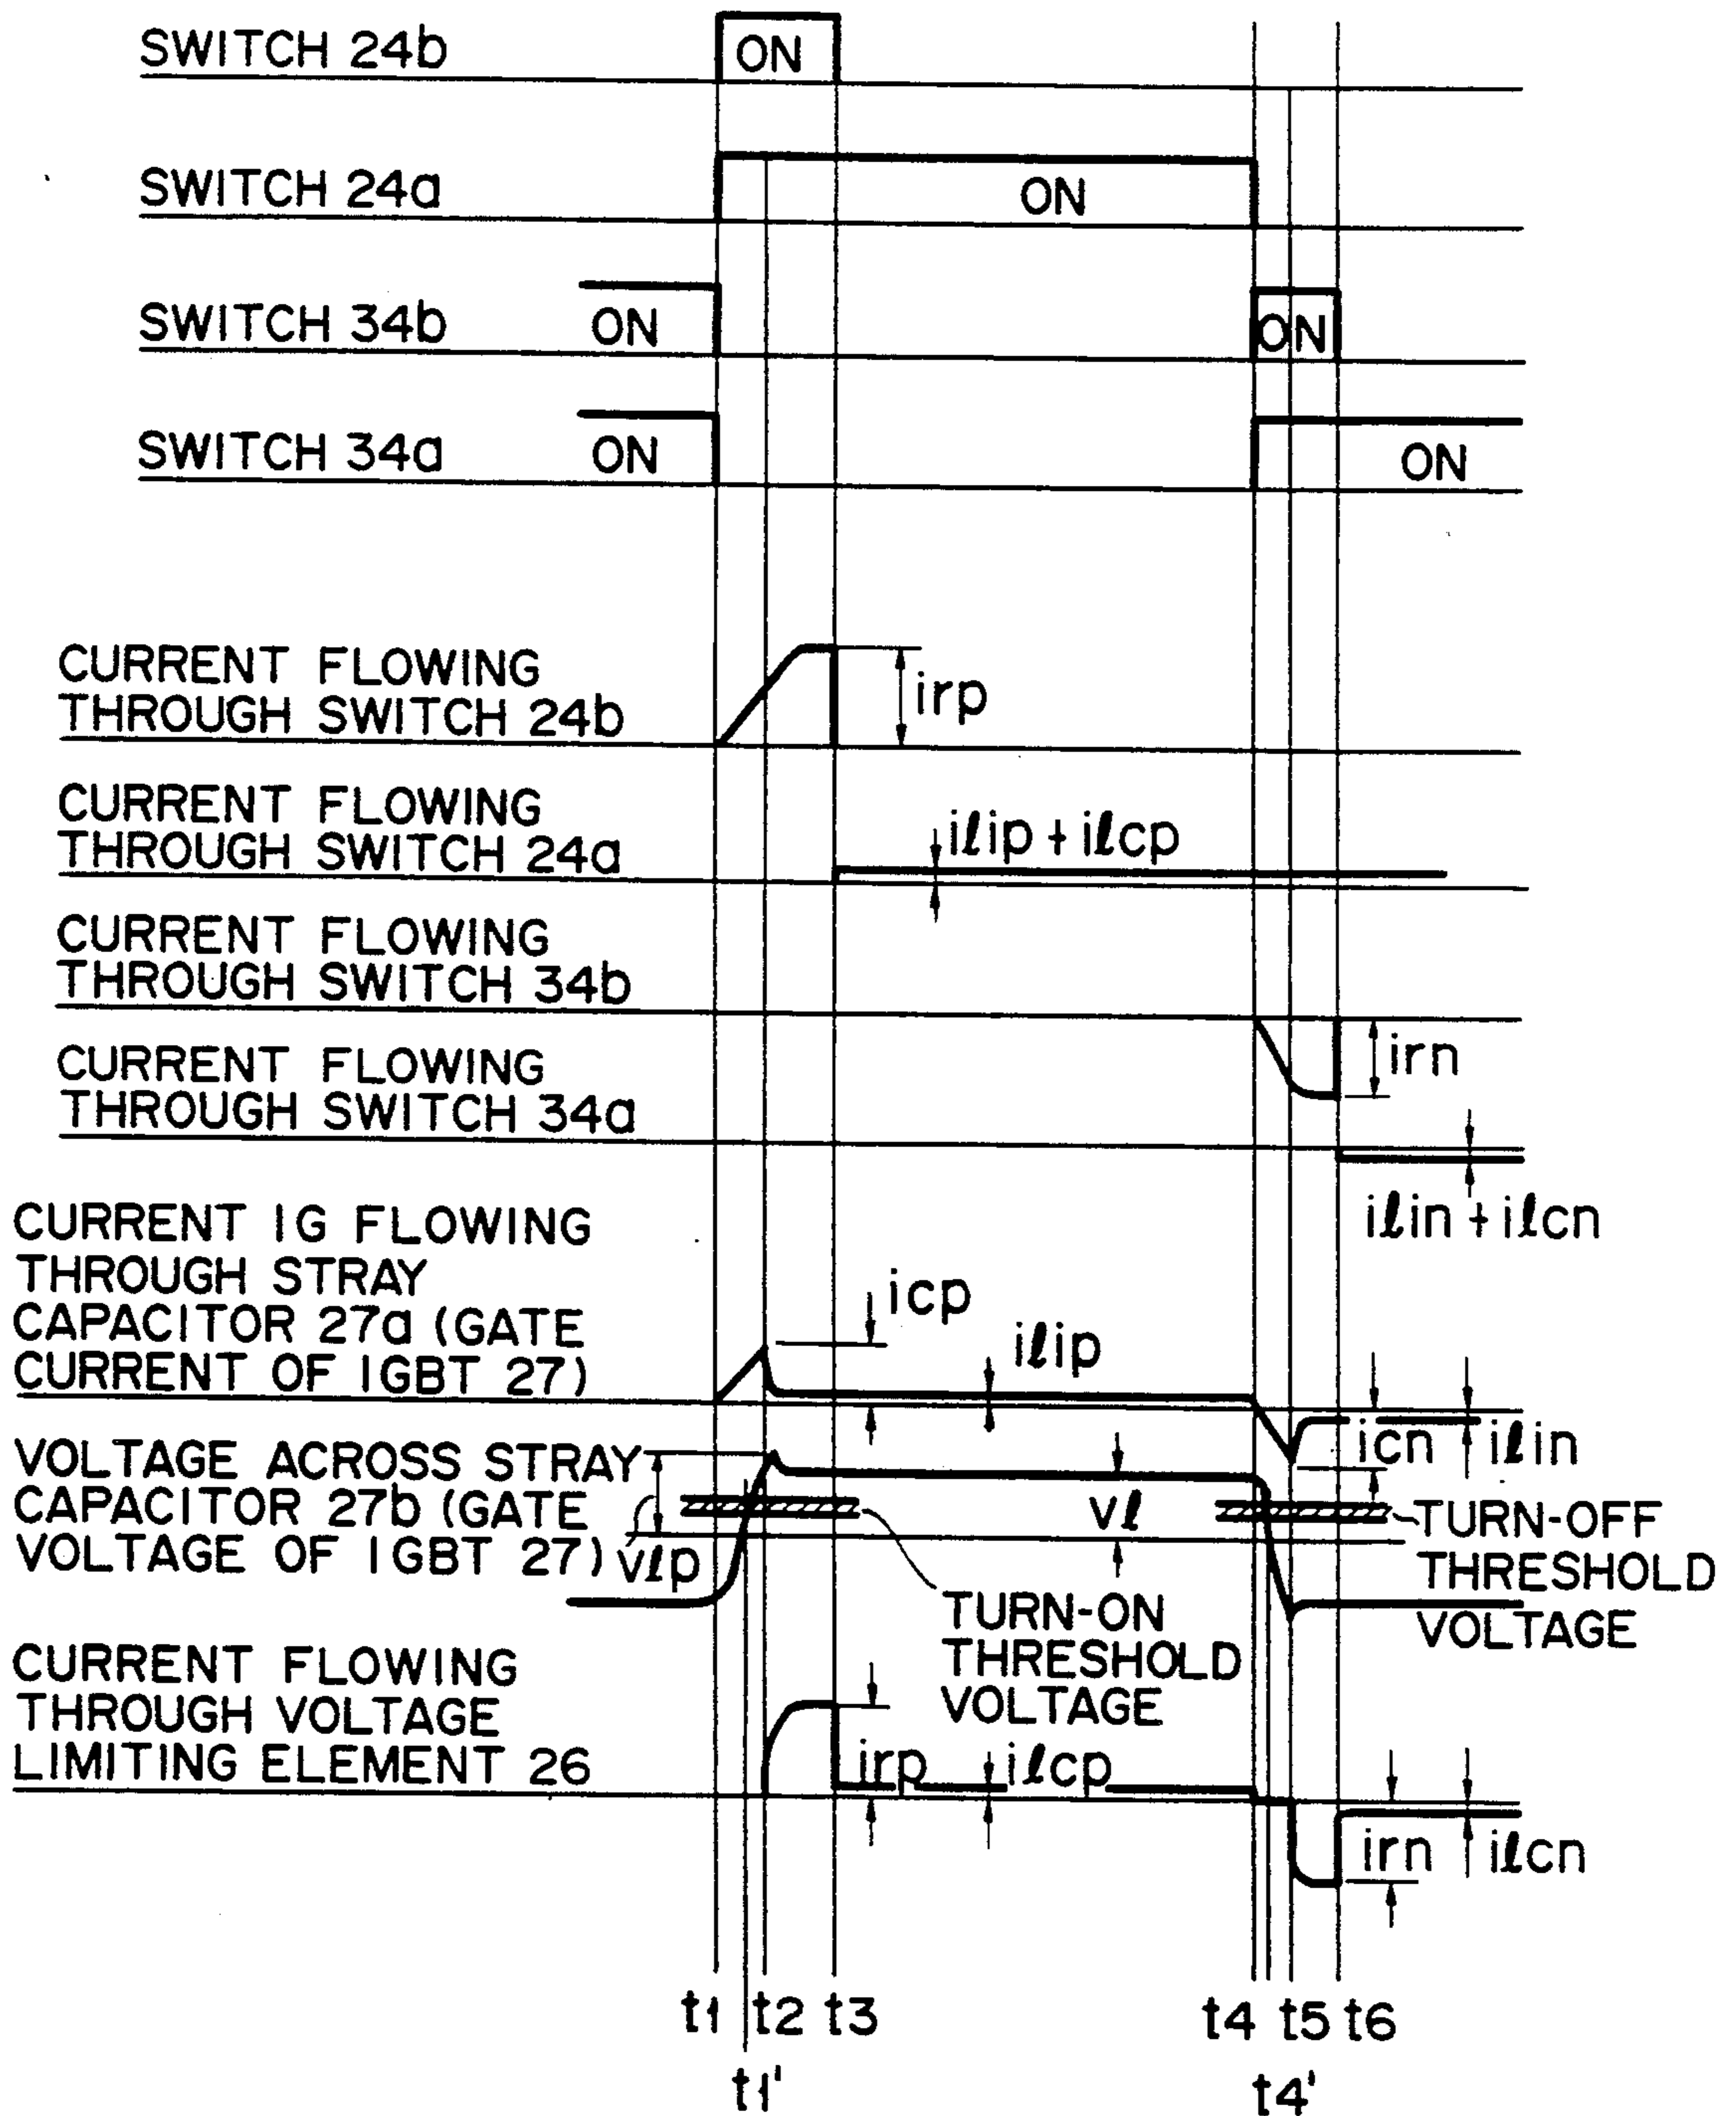 SWITCH 24b
ON
SWITCH 24a
ON
SWITCH 34b
ON
ON
SWITCH 34a
ON
ON
CURRENT FLOWING
THROUGH SWITCH 24b
irp
CURRENT FLOWING
THROUGH SWITCH 24a
iℓip + iℓcp
CURRENT FLOWING
THROUGH SWITCH 34b
irn
CURRENT FLOWING
THROUGH SWITCH 34a
iℓin + iℓcn
CURRENT IG FLOWING
THROUGH STRAY
CAPACITOR 27a (GATE
CURRENT OF IGBT 27)
icp
iℓip
icn
iℓin
VOLTAGE ACROSS STRAY
CAPACITOR 27b (GATE
VOLTAGE OF IGBT 27)
vℓp
vℓ
TURN-ON
THRESHOLD
VOLTAGE
TURN-OFF
THRESHOLD
VOLTAGE
CURRENT FLOWING
THROUGH VOLTAGE
LIMITING ELEMENT 26
irp
iℓcp
irn
iℓcn
t1 t2 t3 t4 t5 t6
t1' t4'